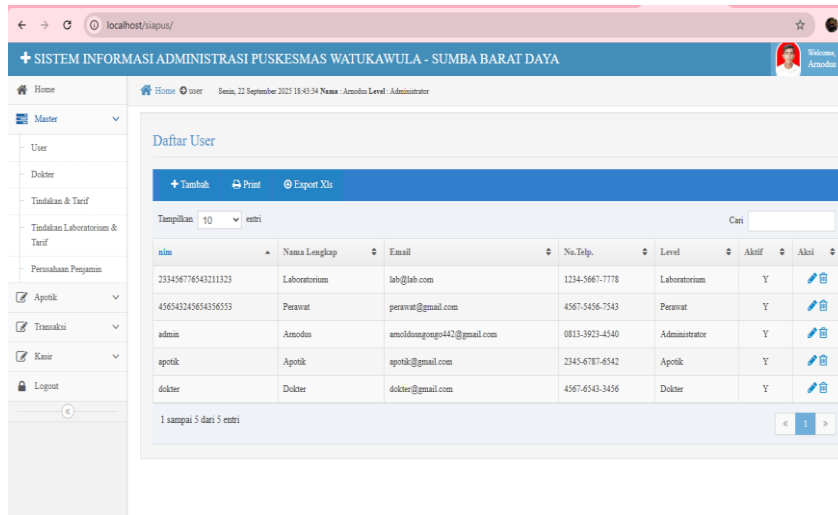 localhost/siapus/
SISTEM INFORMASI ADMINISTRASI PUSKESMAS WATUKAWULA - SUMBA BARAT DAYA
Welcome,
Arnodus
Home
Home user Senin, 22 September 2025 18:45:34 Nama : Arnodus Level : Administrator
Master
User
Dokter
Tindakan & Tarif
Tindakan Laboratorium &
Tarif
Perusahaan Penjamin
Apotik
Transaksi
Kasir
Logout
Daftar User
Tambah Print Export Xls
Tampilkan 10 entri Cari
nim Nama Lengkap Email No.Telp. Level Aktif Aksi
233456776543211323 Laboratorium lab@lab.com 1234-5667-7778 Laboratorium Y
456543245654356553 Perawat perawat@gmail.com 4567-5456-7543 Perawat Y
admin Arnodus arnoldusngongo442@gmail.com 0813-3923-4540 Administrator Y
apotik Apotik apotik@gmail.com 2345-6787-6542 Apotik Y
dokter Dokter dokter@gmail.com 4567-6543-3456 Dokter Y
1 sampai 5 dari 5 entri
« 1 »